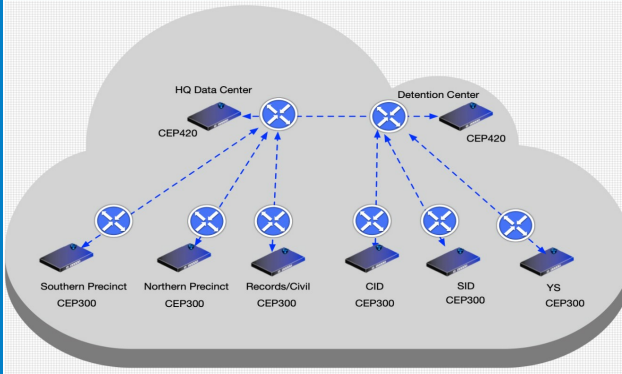 HQ Data Center
Detention Center
CEP420
CEP420
Southern Precinct
Northern Precinct
Records/Civil
CID
SID
YS
CEP300
CEP300
CEP300
CEP300
CEP300
CEP300